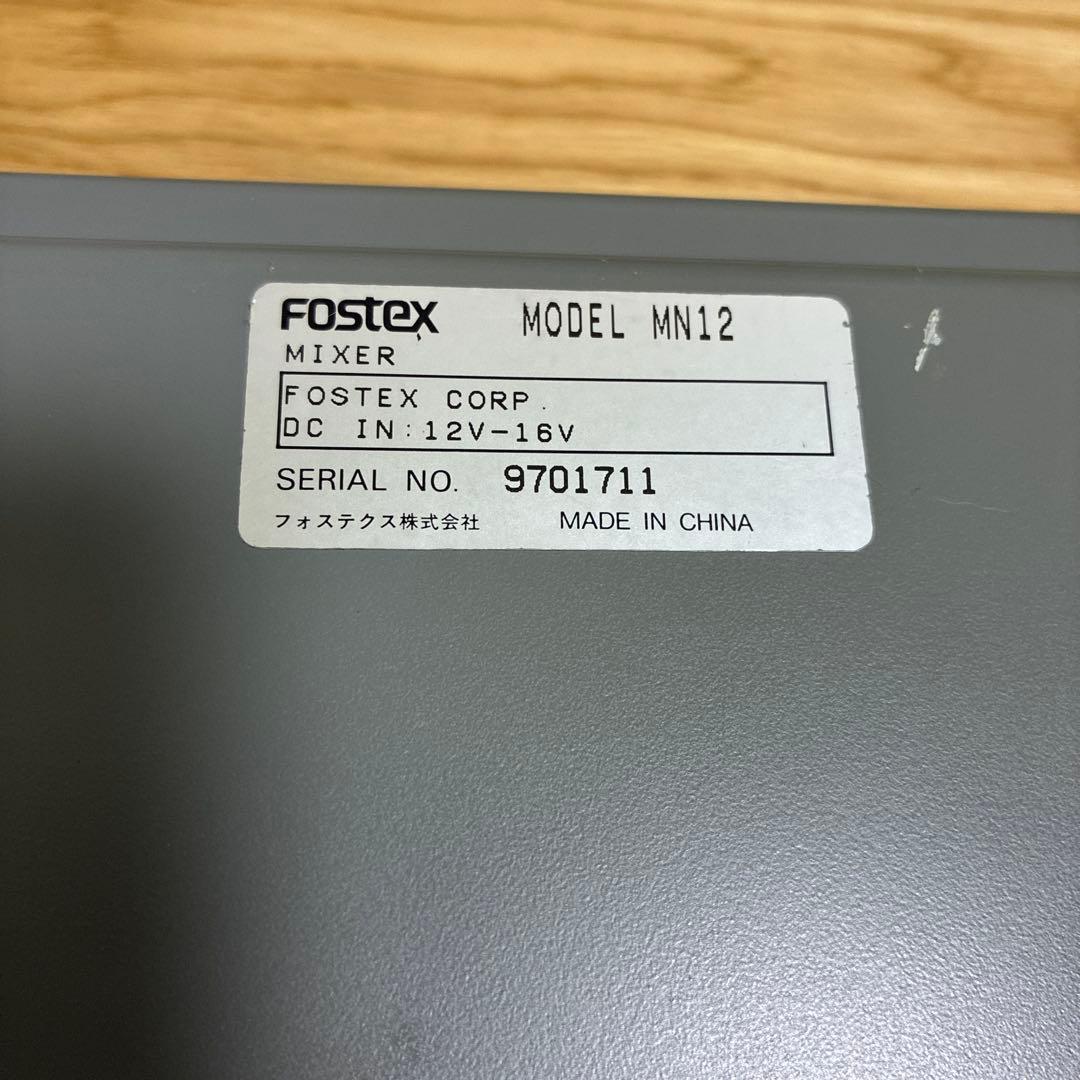 FOSTEX MODEL MN12
MIXER
FOSTEX CORP.
DC IN:12V-16V
SERIAL NO. 9701711
フォステクス株式会社 MADE IN CHINA